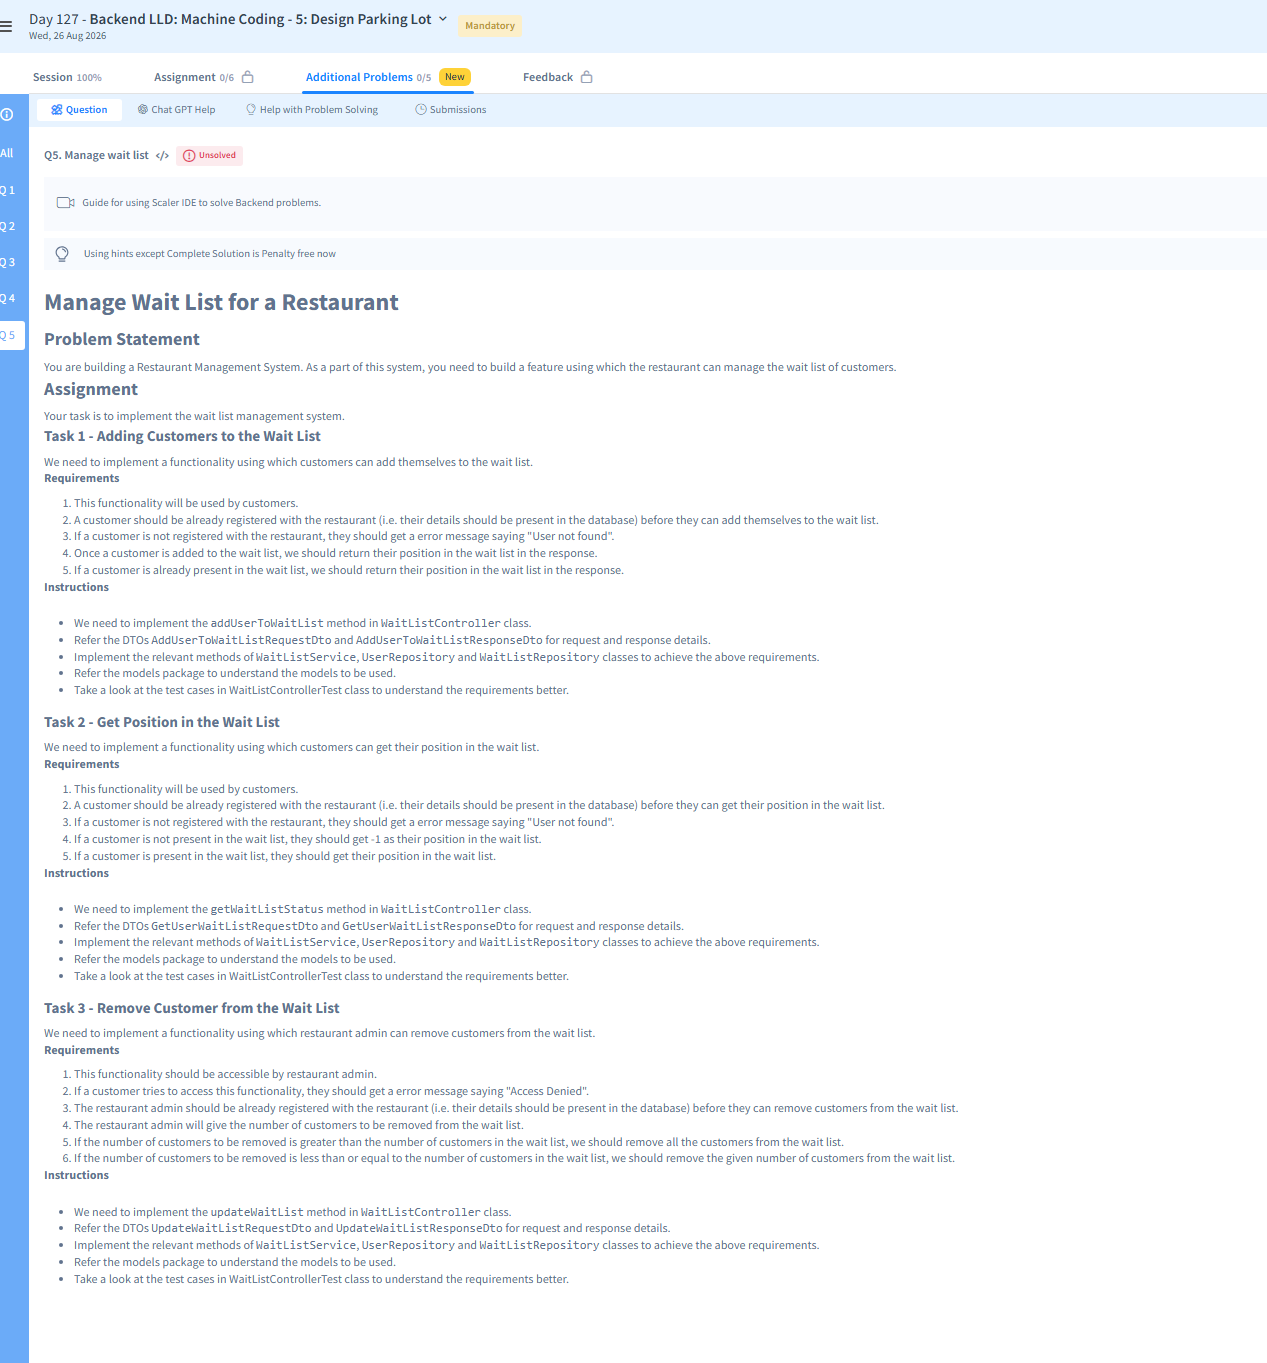 Day 127 - Backend LLD: Machine Coding - 5: Design Parking Lot
Mandatory
Wed, 26 Aug 2026
Session 100%
Assignment 0/6
Additional Problems 0/5 New
Feedback
Question
Chat GPT Help
Help with Problem Solving
Submissions
All
Q 1
Q 2
Q 3
Q 4
Q 5
Q5. Manage wait list </> Unsolved
Guide for using Scaler IDE to solve Backend problems.
Using hints except Complete Solution is Penalty free now
Manage Wait List for a Restaurant
Problem Statement
You are building a Restaurant Management System. As a part of this system, you need to build a feature using which the restaurant can manage the wait list of customers.
Assignment
Your task is to implement the wait list management system.
Task 1 - Adding Customers to the Wait List
We need to implement a functionality using which customers can add themselves to the wait list.
Requirements
1. This functionality will be used by customers.
2. A customer should be already registered with the restaurant (i.e. their details should be present in the database) before they can add themselves to the wait list.
3. If a customer is not registered with the restaurant, they should get a error message saying "User not found".
4. Once a customer is added to the wait list, we should return their position in the wait list in the response.
5. If a customer is already present in the wait list, we should return their position in the wait list in the response.
Instructions
• We need to implement the addUserToWaitList method in WaitListController class.
• Refer the DTOs AddUserToWaitListRequestDto and AddUserToWaitListResponseDto for request and response details.
• Implement the relevant methods of WaitListService, UserRepository and WaitListRepository classes to achieve the above requirements.
• Refer the models package to understand the models to be used.
• Take a look at the test cases in WaitListControllerTest class to understand the requirements better.
Task 2 - Get Position in the Wait List
We need to implement a functionality using which customers can get their position in the wait list.
Requirements
1. This functionality will be used by customers.
2. A customer should be already registered with the restaurant (i.e. their details should be present in the database) before they can get their position in the wait list.
3. If a customer is not registered with the restaurant, they should get a error message saying "User not found".
4. If a customer is not present in the wait list, they should get -1 as their position in the wait list.
5. If a customer is present in the wait list, they should get their position in the wait list.
Instructions
• We need to implement the getWaitListStatus method in WaitListController class.
• Refer the DTOs GetUserWaitListRequestDto and GetUserWaitListResponseDto for request and response details.
• Implement the relevant methods of WaitListService, UserRepository and WaitListRepository classes to achieve the above requirements.
• Refer the models package to understand the models to be used.
• Take a look at the test cases in WaitListControllerTest class to understand the requirements better.
Task 3 - Remove Customer from the Wait List
We need to implement a functionality using which restaurant admin can remove customers from the wait list.
Requirements
1. This functionality should be accessible by restaurant admin.
2. If a customer tries to access this functionality, they should get a error message saying "Access Denied".
3. The restaurant admin should be already registered with the restaurant (i.e. their details should be present in the database) before they can remove customers from the wait list.
4. The restaurant admin will give the number of customers to be removed from the wait list.
5. If the number of customers to be removed is greater than the number of customers in the wait list, we should remove all the customers from the wait list.
6. If the number of customers to be removed is less than or equal to the number of customers in the wait list, we should remove the given number of customers from the wait list.
Instructions
• We need to implement the updateWaitList method in WaitListController class.
• Refer the DTOs UpdateWaitListRequestDto and UpdateWaitListResponseDto for request and response details.
• Implement the relevant methods of WaitListService, UserRepository and WaitListRepository classes to achieve the above requirements.
• Refer the models package to understand the models to be used.
• Take a look at the test cases in WaitListControllerTest class to understand the requirements better.